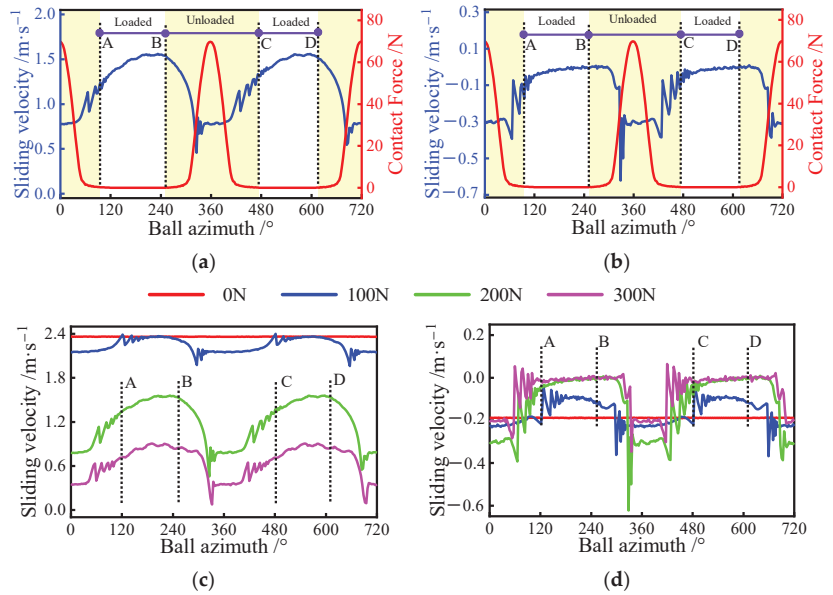 Loaded Unloaded Loaded
A B C D
Sliding velocity /m·s⁻¹
2.0
1.5
1.0
0.5
0.0
0 120 240 360 480 600 720
Ball azimuth /°
80
60
40
20
0
Contact Force /N
(a)
Loaded Unloaded Loaded
A B C D
Sliding velocity /m·s⁻¹
0.3
0.1
−0.1
−0.3
−0.5
−0.7
0 120 240 360 480 600 720
Ball azimuth /°
80
60
40
20
0
Contact Force /N
(b)
0N 100N 200N 300N
Sliding velocity /m·s⁻¹
2.4
1.8
1.2
0.6
0.0
A B C D
0 120 240 360 480 600 720
Ball azimuth /°
(c)
Sliding velocity /m·s⁻¹
0.2
0.0
−0.2
−0.4
−0.6
A B C D
0 120 240 360 480 600 720
Ball azimuth /°
(d)